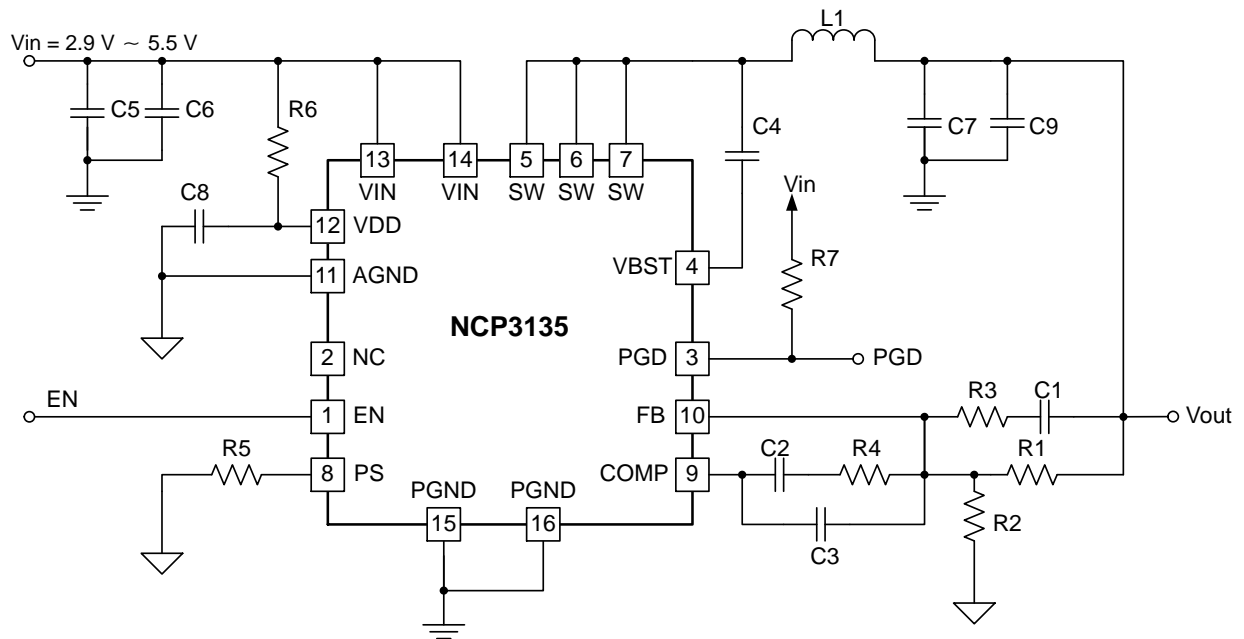 L1
Vin = 2.9 V ~ 5.5 V
C5 C6 R6 C4 C7 C9
13 14 5 6 7
VIN VIN SW SW SW
C8 Vin
12 VDD
VBST 4 R7
11 AGND
NCP3135
2 NC PGD 3 PGD
EN R3 C1
1 EN FB 10 Vout
R5 C2 R4 R1
8 PS COMP 9
PGND PGND
15 16 R2
C3